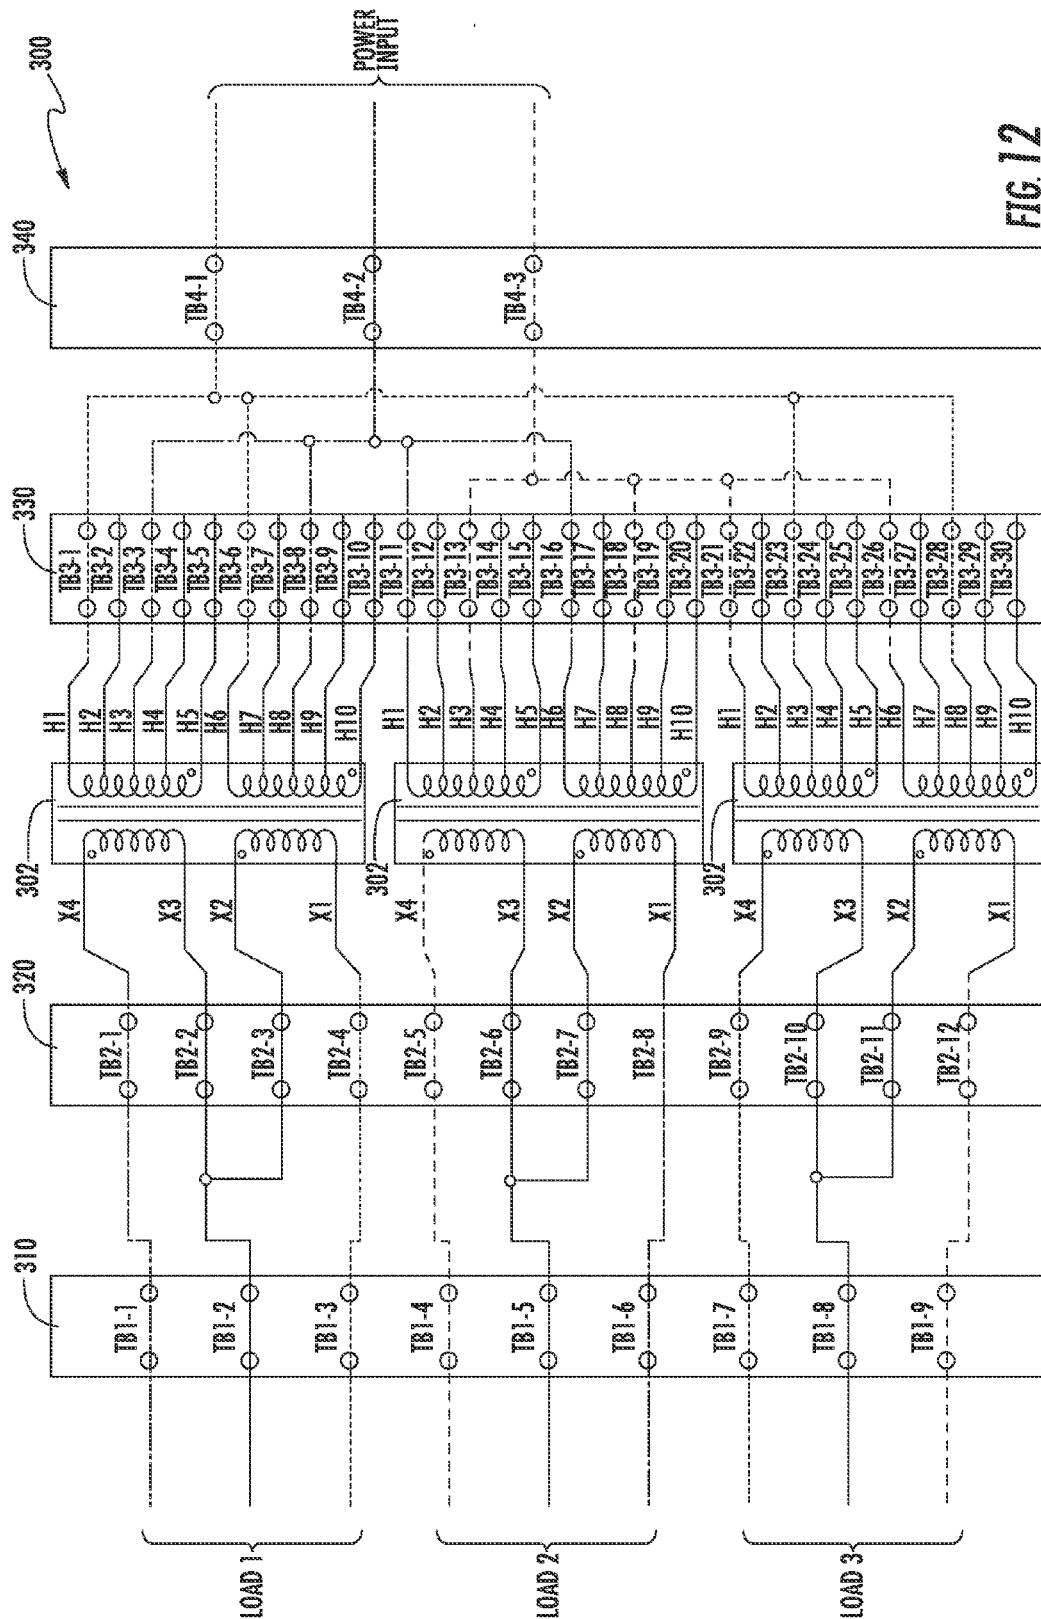 300
340
330
302
302
302
320
310
POWER
INPUT
TB4-1
TB4-2
TB4-3
TB3-1
TB3-2
TB3-3
TB3-4
TB3-5
TB3-6
TB3-7
TB3-8
TB3-9
TB3-10
TB3-11
TB3-12
TB3-13
TB3-14
TB3-15
TB3-16
TB3-17
TB3-18
TB3-19
TB3-20
TB3-21
TB3-22
TB3-23
TB3-24
TB3-25
TB3-26
TB3-27
TB3-28
TB3-29
TB3-30
H1
H2
H3
H4
H5
H6
H7
H8
H9
H10
H1
H2
H3
H4
H5
H6
H7
H8
H9
H10
H1
H2
H3
H4
H5
H6
H7
H8
H9
H10
X4
X3
X2
X1
X4
X3
X2
X1
X4
X3
X2
X1
TB2-1
TB2-2
TB2-3
TB2-4
TB2-5
TB2-6
TB2-7
TB2-8
TB2-9
TB2-10
TB2-11
TB2-12
TB1-1
TB1-2
TB1-3
TB1-4
TB1-5
TB1-6
TB1-7
TB1-8
TB1-9
LOAD 1
LOAD 2
LOAD 3
FIG. 12